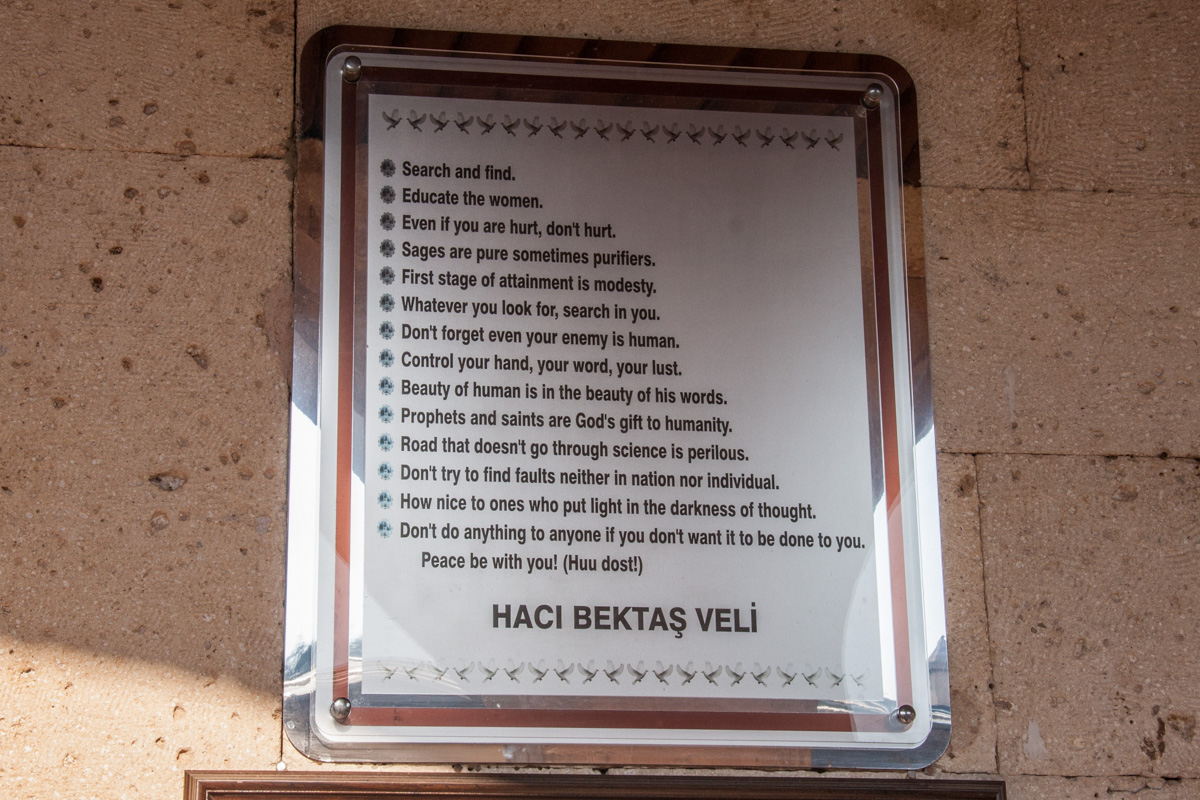 Search and find.
Educate the women.
Even if you are hurt, don't hurt.
Sages are pure sometimes purifiers.
First stage of attainment is modesty.
Whatever you look for, search in you.
Don't forget even your enemy is human.
Control your hand, your word, your lust.
Beauty of human is in the beauty of his words.
Prophets and saints are God's gift to humanity.
Road that doesn't go through science is perilous.
Don't try to find faults neither in nation nor individual.
How nice to ones who put light in the darkness of thought.
Don't do anything to anyone if you don't want it to be done to you.
Peace be with you! (Huu dost!)
HACI BEKTAŞ VELİ